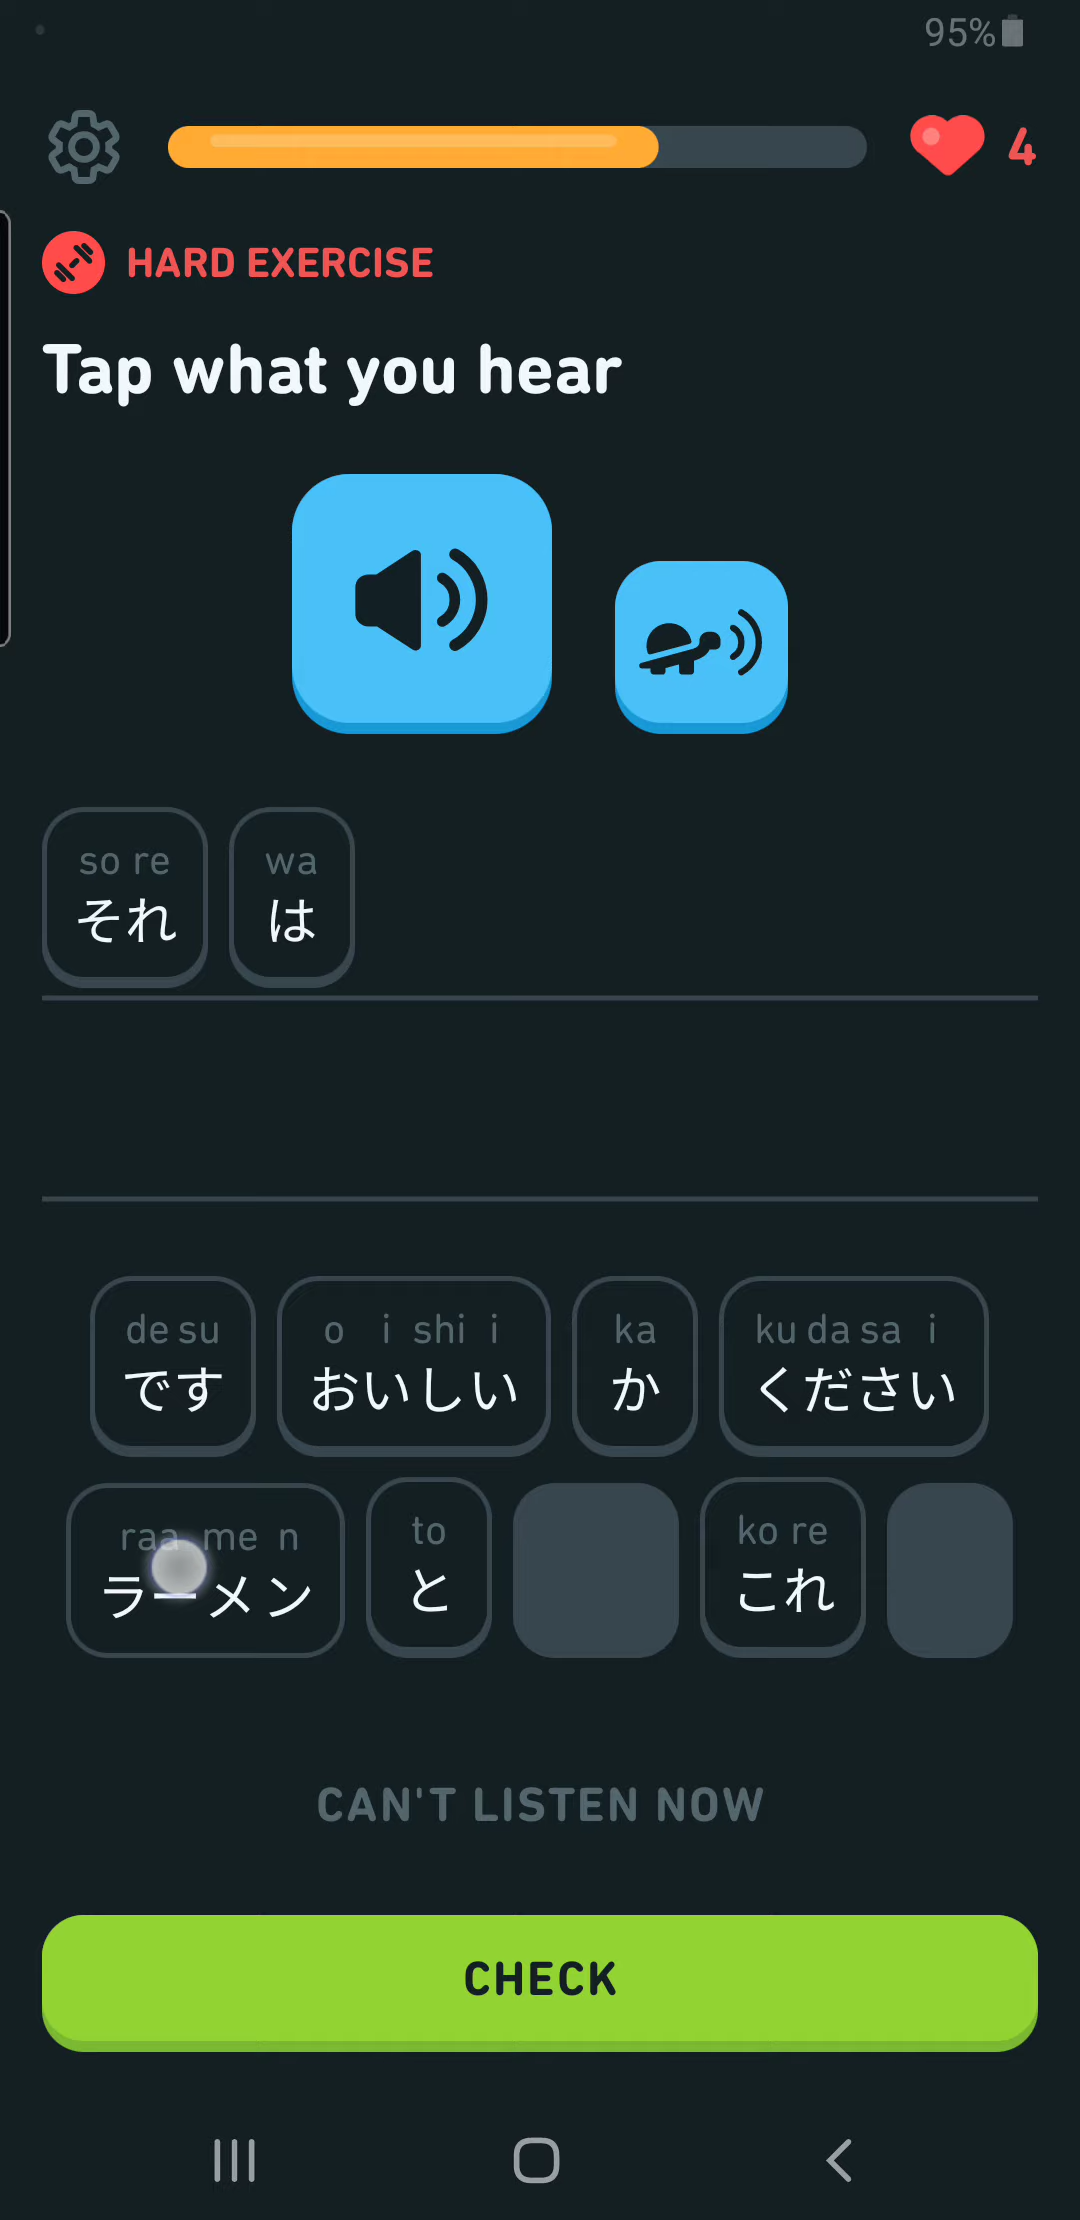 95%
4
HARD EXERCISE
Tap what you hear
so re wa
それ は
de su o i shi i ka ku da sa i
です おいしい か ください
raa me n to ko re
ラーメン と これ
CAN'T LISTEN NOW
CHECK